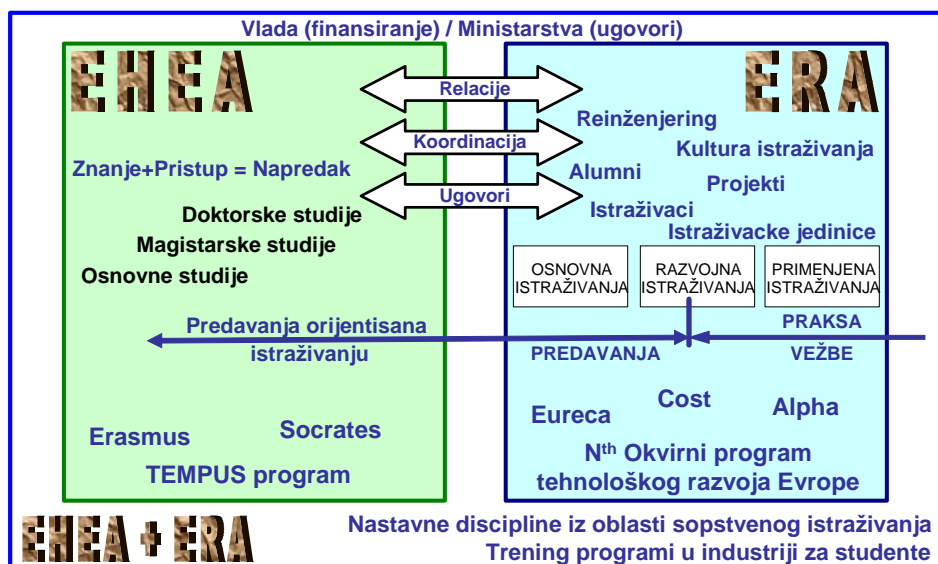 Vlada (finansiranje) / Ministarstva (ugovori)
EHEA
ERA
Relacije
Koordinacija
Ugovori
Znanje+Pristup = Napredak
Doktorske studije
Magistarske studije
Osnovne studije
Reinženjering
Kultura istraživanja
Alumni
Projekti
Istraživaci
Istraživacke jedinice
OSNOVNA
ISTRAŽIVANJA
RAZVOJNA
ISTRAŽIVANJA
PRIMENJENA
ISTRAŽIVANJA
Predavanja orijentisana
istraživanju
PREDAVANJA
PRAKSA
VEŽBE
Erasmus
Socrates
TEMPUS program
Eureca
Cost
Alpha
Nth Okvirni program
tehnološkog razvoja Evrope
EHEA + ERA
Nastavne discipline iz oblasti sopstvenog istraživanja
Trening programi u industriji za studente